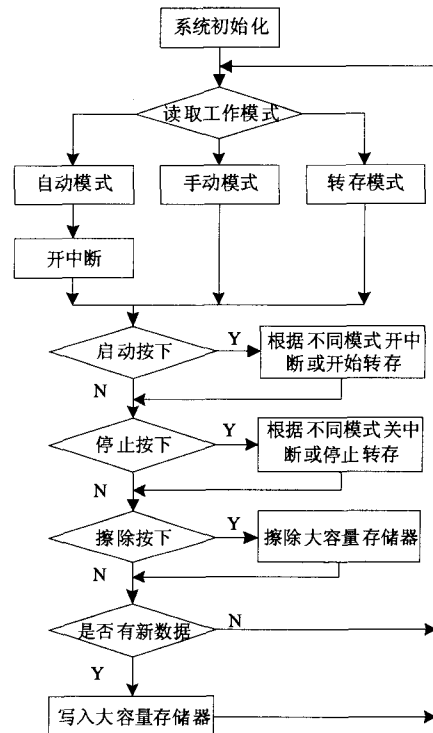 系统初始化
读取工作模式
自动模式
手动模式
转存模式
开中断
启动按下
Y
根据不同模式开中
断或开始转存
N
停止按下
Y
根据不同模式关中
断或停止转存
N
擦除按下
Y
擦除大容量存储器
N
是否有新数据
N
Y
写入大容量存储器